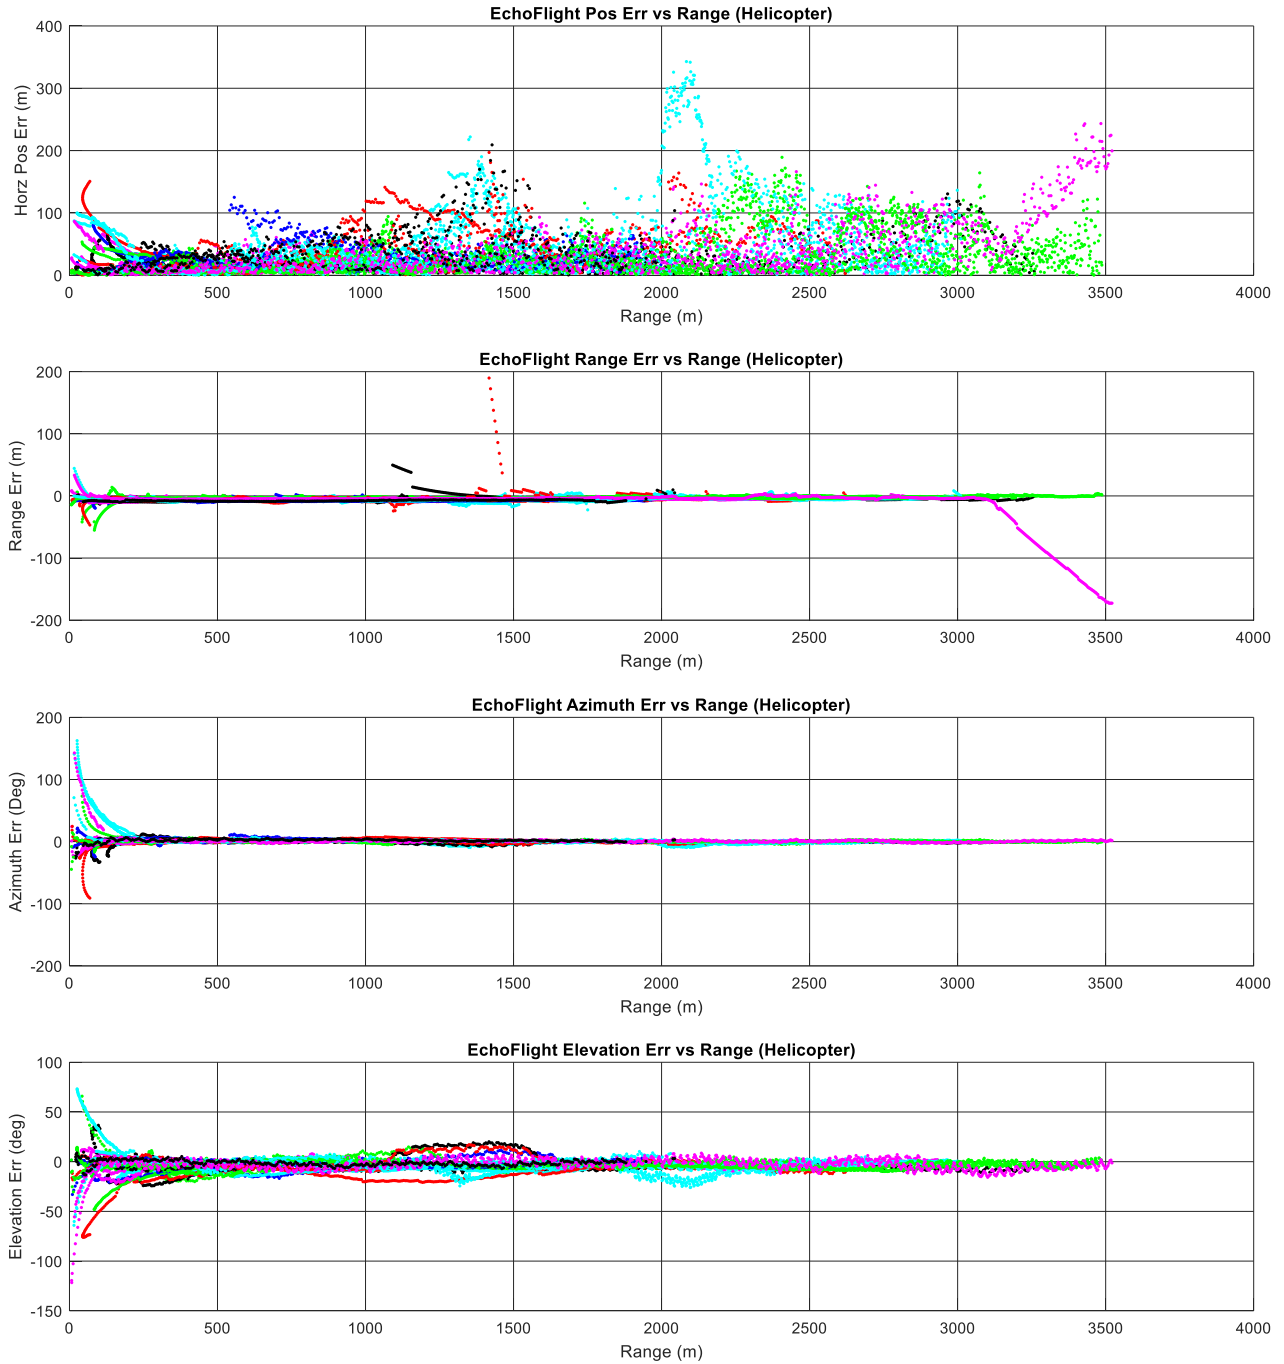 EchoFlight Pos Err vs Range (Helicopter)
400
300
200
100
0
Horz Pos Err (m)
0 500 1000 1500 2000 2500 3000 3500 4000
Range (m)
EchoFlight Range Err vs Range (Helicopter)
200
100
0
-100
-200
Range Err (m)
0 500 1000 1500 2000 2500 3000 3500 4000
Range (m)
EchoFlight Azimuth Err vs Range (Helicopter)
200
100
0
-100
-200
Azimuth Err (Deg)
0 500 1000 1500 2000 2500 3000 3500 4000
Range (m)
EchoFlight Elevation Err vs Range (Helicopter)
100
50
0
-50
-100
-150
Elevation Err (deg)
0 500 1000 1500 2000 2500 3000 3500 4000
Range (m)